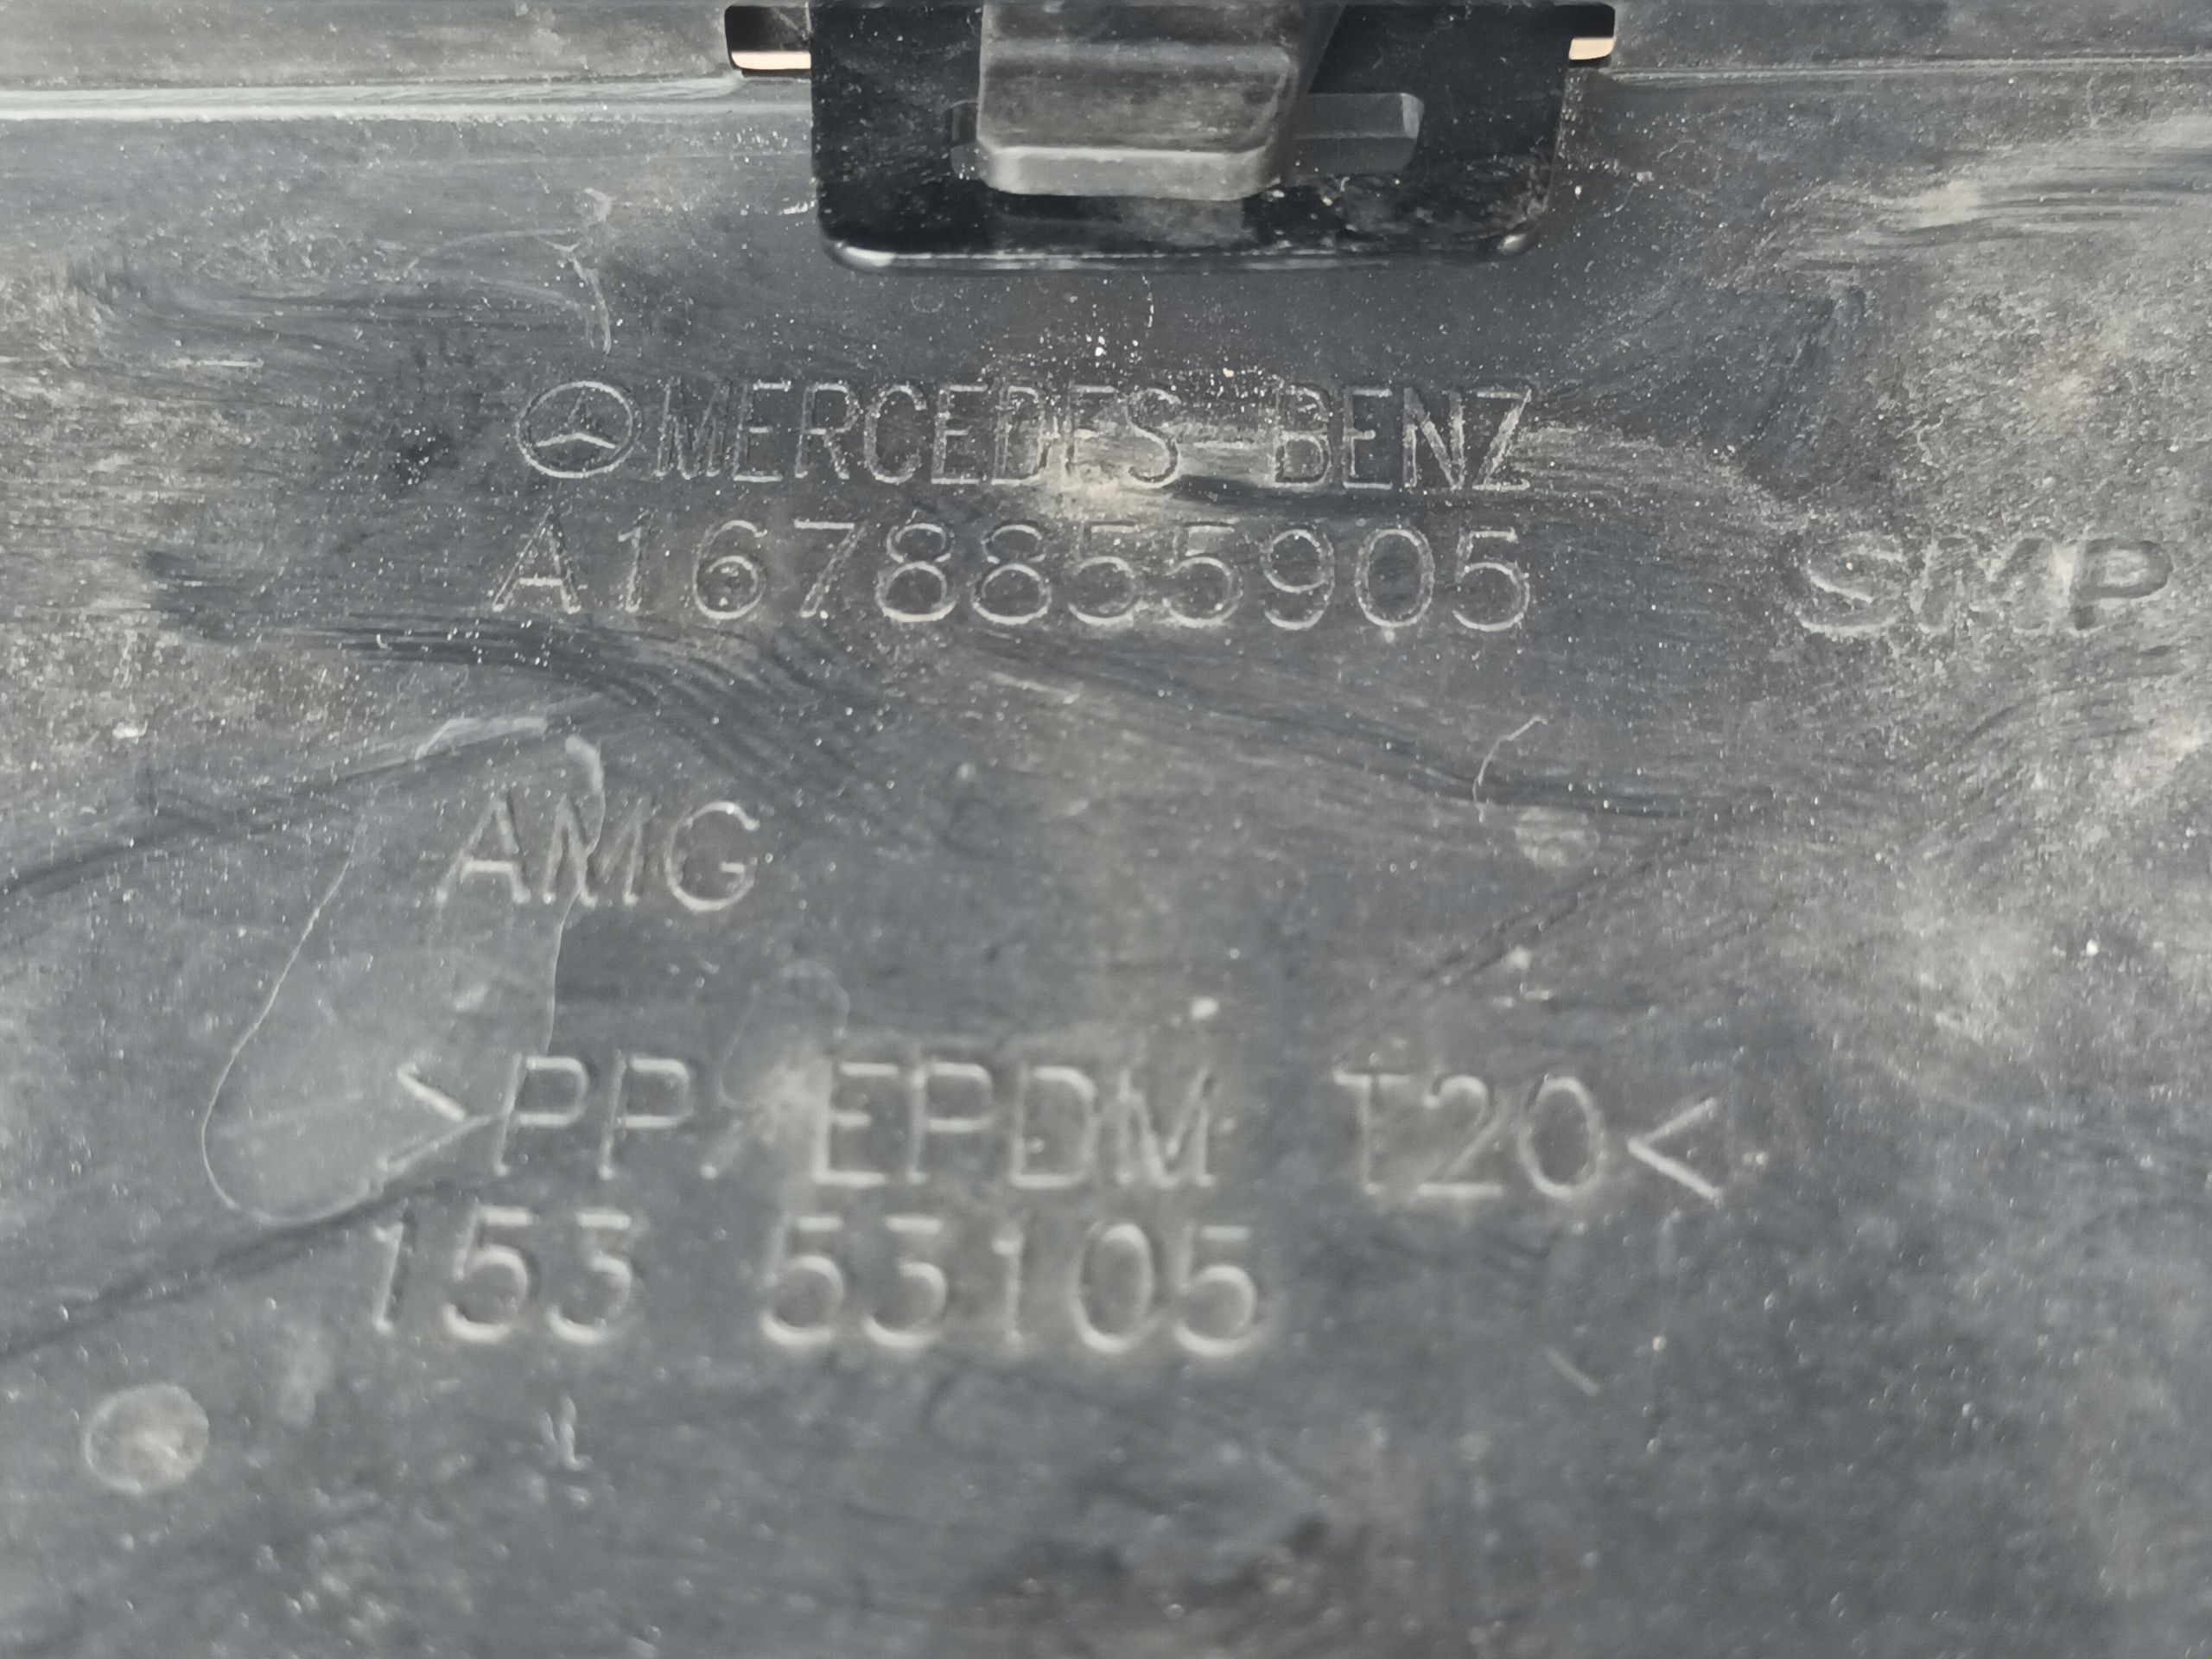 MERCEDES-BENZ
A1678855905
SMP
AMG
>PP, EPDM T20<
153 53105